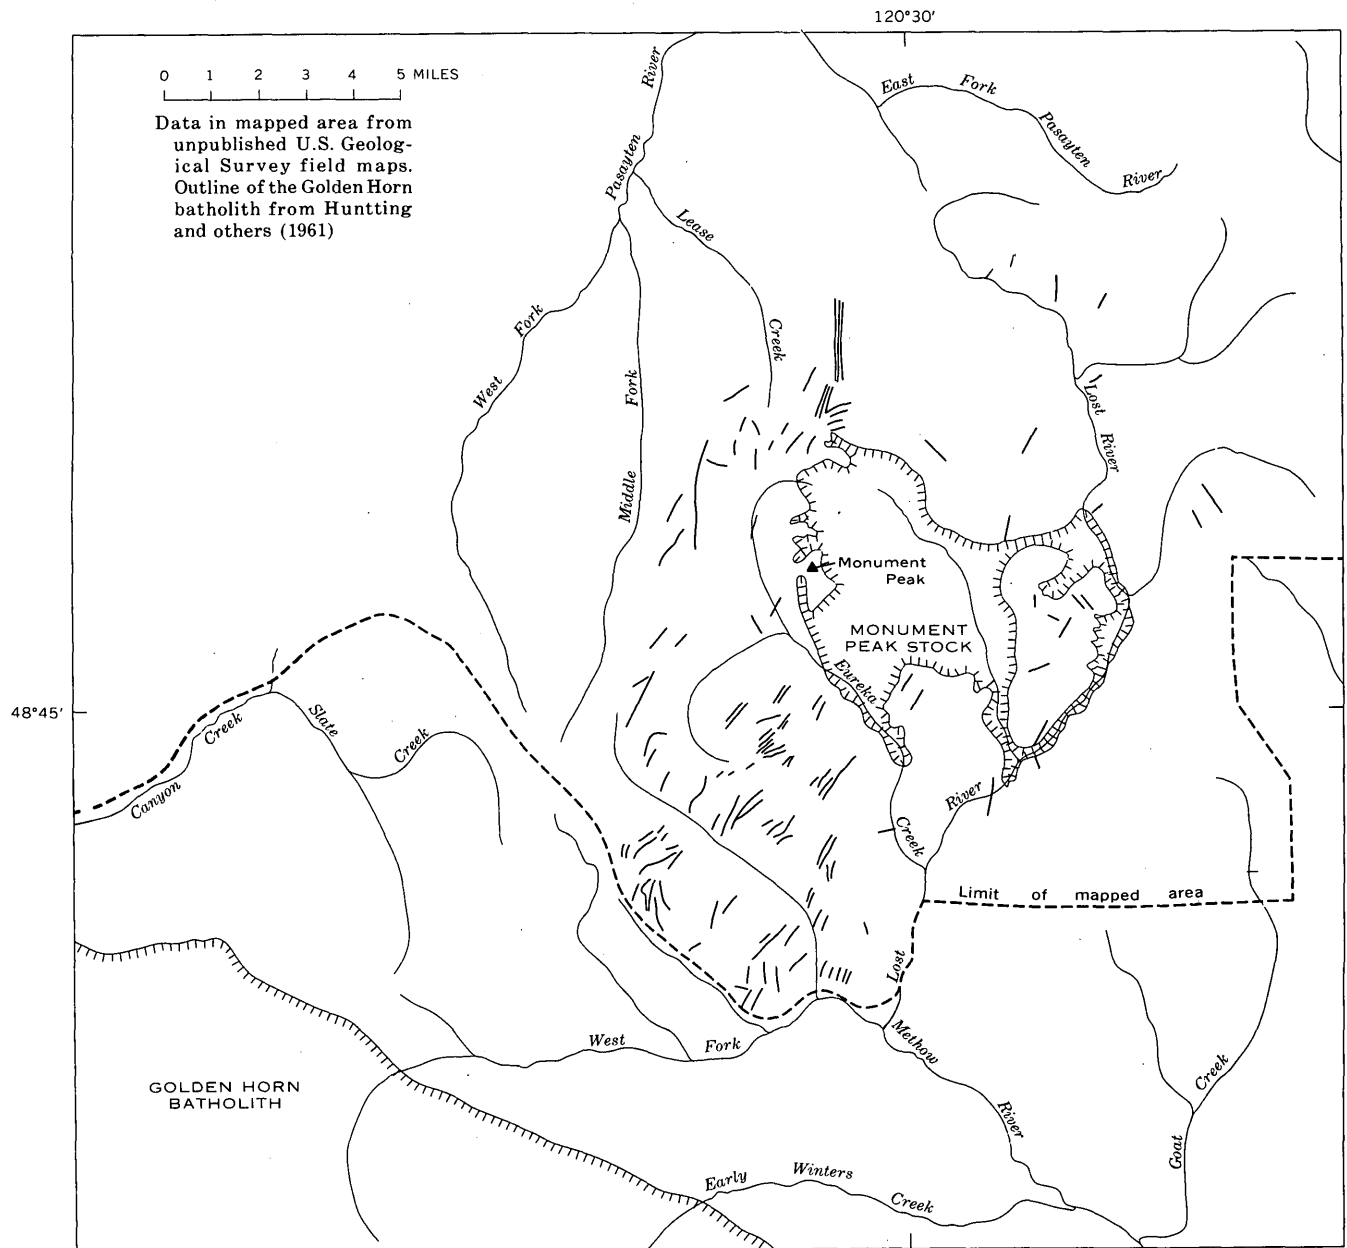 120°30'
0 1 2 3 4 5 MILES
Data in mapped area from
unpublished U.S. Geolog-
ical Survey field maps.
Outline of the Golden Horn
batholith from Huntting
and others (1961)
Pasayten River
East Fork Pasayten River
Lease Creek
West Fork
Middle Fork
Lost River
Monument
Peak
MONUMENT
PEAK STOCK
Eureka Creek
48°45'
Canyon Creek
Slate Creek
River
Limit of mapped area
Lost
West Fork
Methow River
GOLDEN HORN
BATHOLITH
Goat Creek
Early Winters Creek